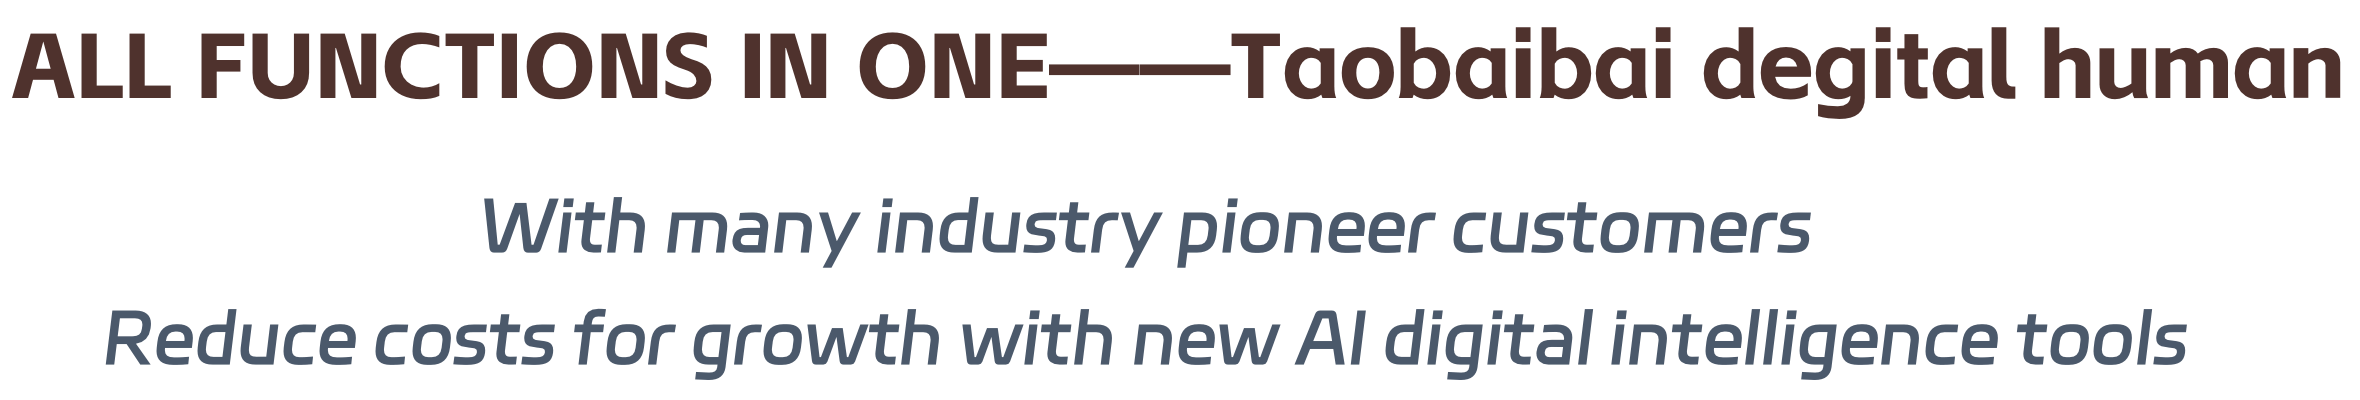 ALL FUNCTIONS IN ONE——Taobaibai degital human
With many industry pioneer customers
Reduce costs for growth with new AI digital intelligence tools